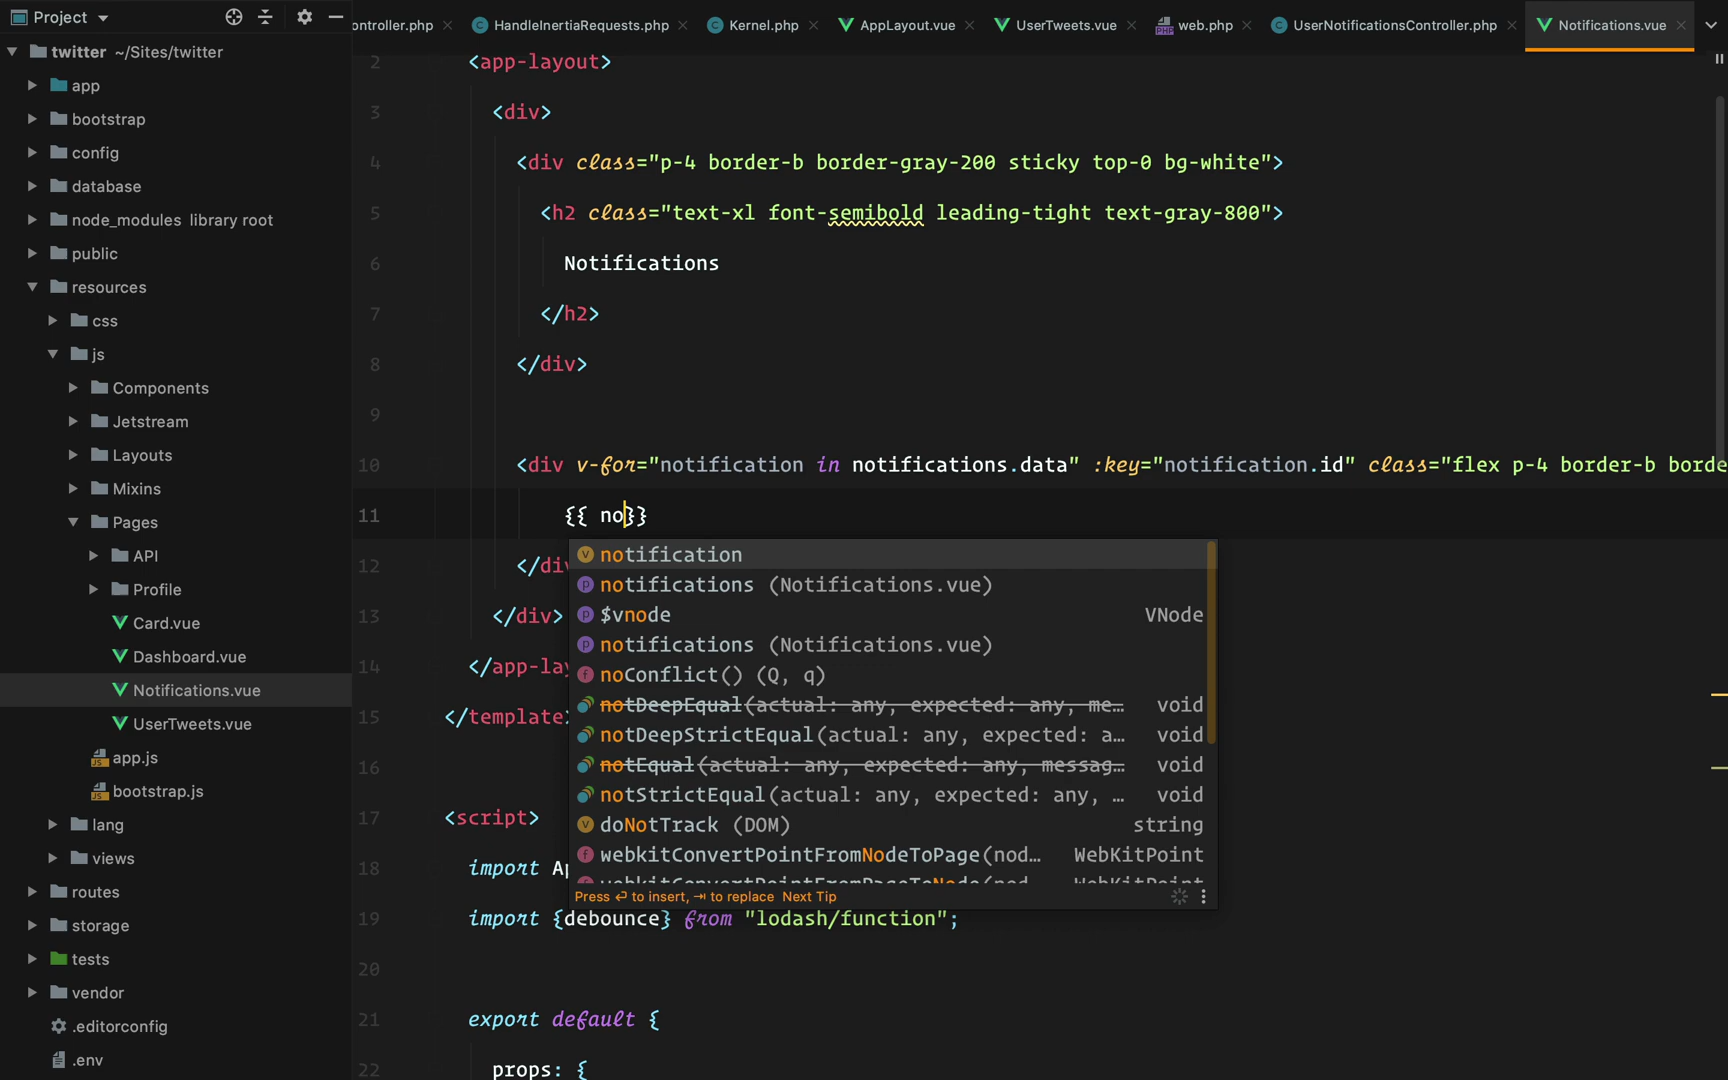 Project
ontroller.php
HandleInertiaRequests.php
Kernel.php
AppLayout.vue
UserTweets.vue
web.php
UserNotificationsController.php
Notifications.vue
twitter ~/Sites/twitter
app
bootstrap
config
database
node_modules library root
public
resources
css
js
Components
Jetstream
Layouts
Mixins
Pages
API
Profile
Card.vue
Dashboard.vue
Notifications.vue
UserTweets.vue
app.js
bootstrap.js
lang
views
routes
storage
tests
vendor
.editorconfig
.env
2 <app-layout>
3 <div>
4 <div class="p-4 border-b border-gray-200 sticky top-0 bg-white">
5 <h2 class="text-xl font-semibold leading-tight text-gray-800">
6 Notifications
7 </h2>
8 </div>
9
10 <div v-for="notification in notifications.data" :key="notification.id" class="flex p-4 border-b borde
11 {{ no}}
12 </div
13 </div>
14 </app-lay
15 </template>
16
17 <script>
18 import Ap
19 import {debounce} from "lodash/function";
20
21 export default {
22 props: {
notification
notifications (Notifications.vue)
$vnode VNode
notifications (Notifications.vue)
noConflict() (Q, q)
notDeepEqual(actual: any, expected: any, me… void
notDeepStrictEqual(actual: any, expected: a… void
notEqual(actual: any, expected: any, messag… void
notStrictEqual(actual: any, expected: any, … void
doNotTrack (DOM) string
webkitConvertPointFromNodeToPage(nod… WebKitPoint
webkitConvertPointFromPageToNode(nod WebKitPoint
Press ⏎ to insert, ⇥ to replace Next Tip